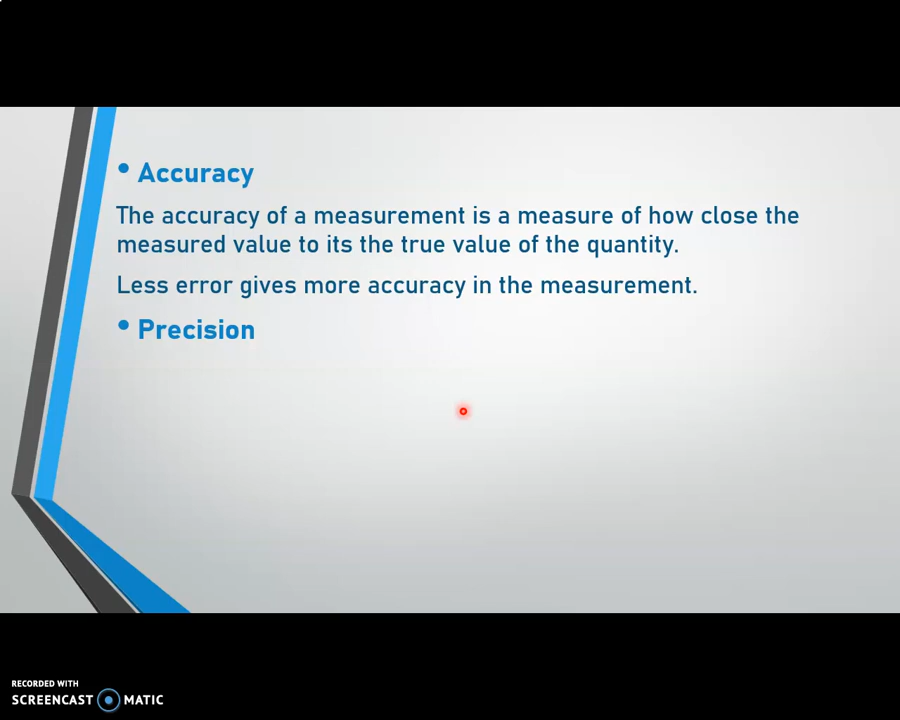 • Accuracy
The accuracy of a measurement is a measure of how close the
measured value to its the true value of the quantity.
Less error gives more accuracy in the measurement.
• Precision
RECORDED WITH
SCREENCAST MATIC